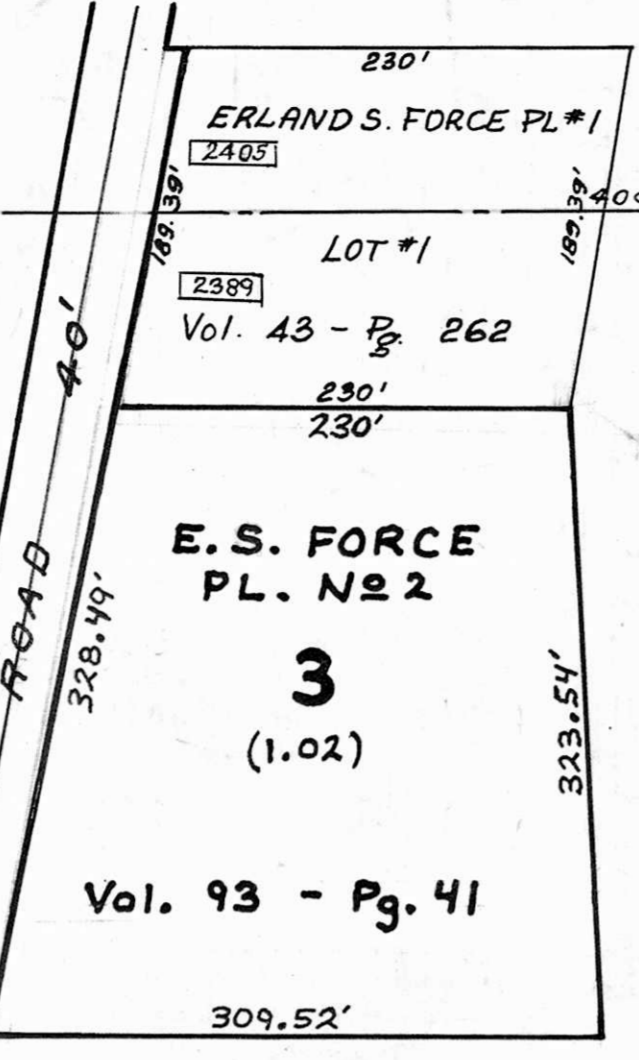 230'
ERLAND S. FORCE PL #1
2405
189.39'
189.39'
LOT #1
2389
Vol. 43 - Pg. 262
40'
230'
230'
E. S. FORCE
PL. Nº 2
ROAD
328.49'
3
323.54'
(1.02)
Vol. 93 - Pg. 41
309.52'